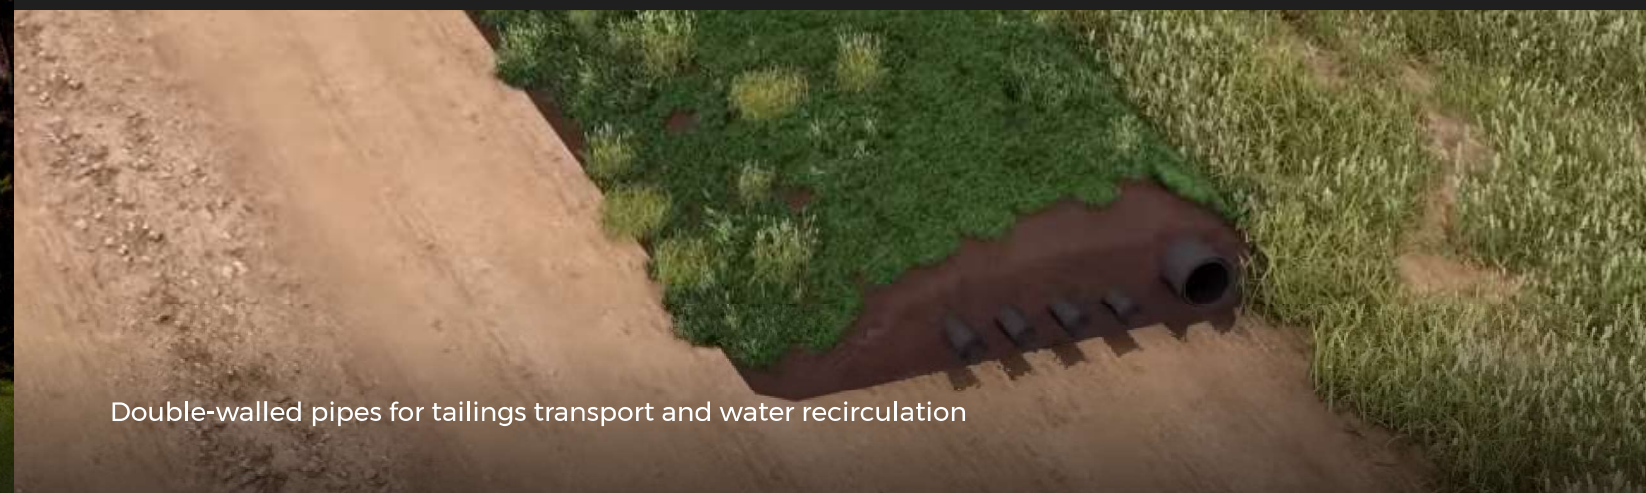 Double-walled pipes for tailings transport and water recirculation